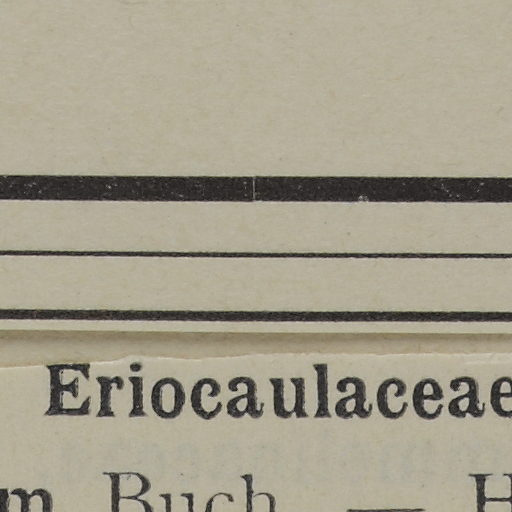 Eriocaulaceae
m Buch — H